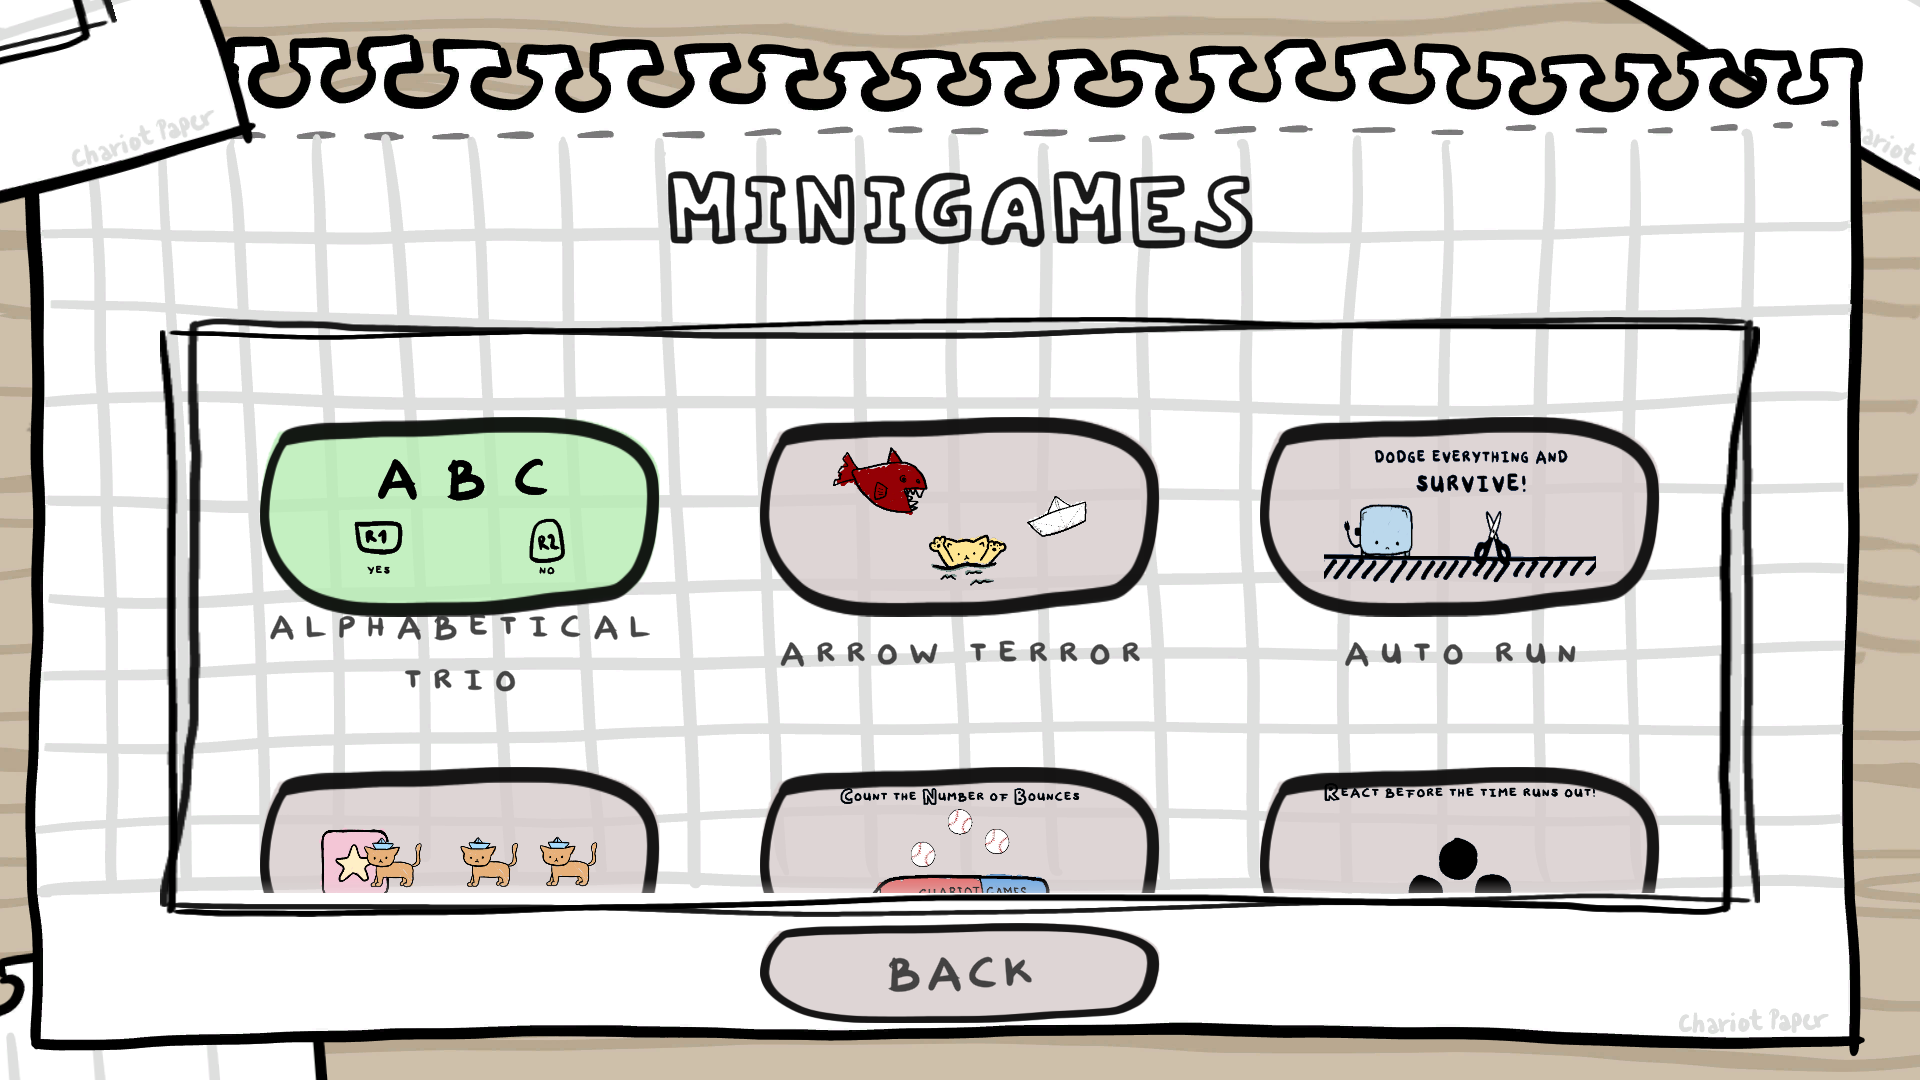 Chariot Paper
ariot
MINIGAMES
A B C
R1
R2
YES
NO
DODGE EVERYTHING AND
SURVIVE!
ALPHABETICAL
TRIO
ARROW TERROR
AUTO RUN
COUNT THE NUMBER OF BOUNCES
CHARIOT GAMES
REACT BEFORE THE TIME RUNS OUT!
BACK
Chariot Paper